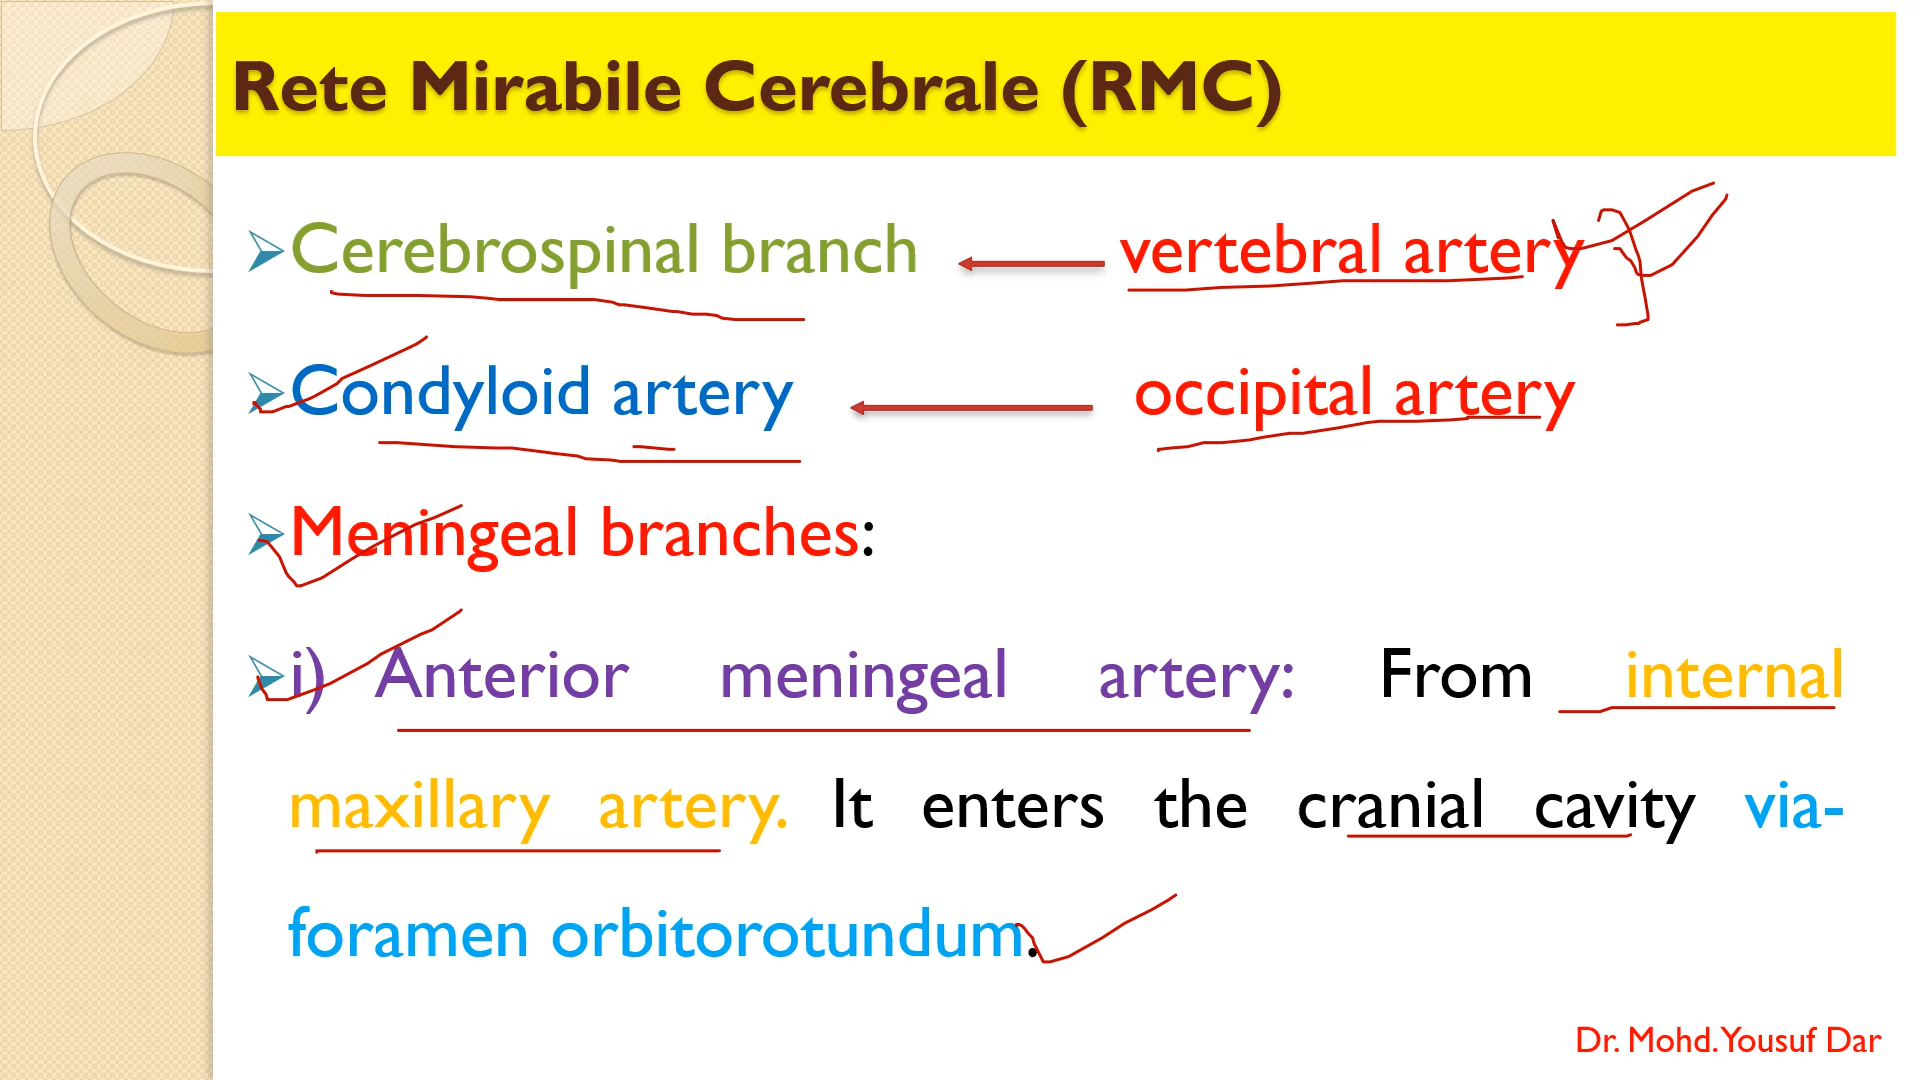 Rete Mirabile Cerebrale (RMC)
Cerebrospinal branch vertebral artery
Condyloid artery occipital artery
Meningeal branches:
i) Anterior meningeal artery: From internal
maxillary artery. It enters the cranial cavity via-
foramen orbitorotundum.
Dr. Mohd.Yousuf Dar